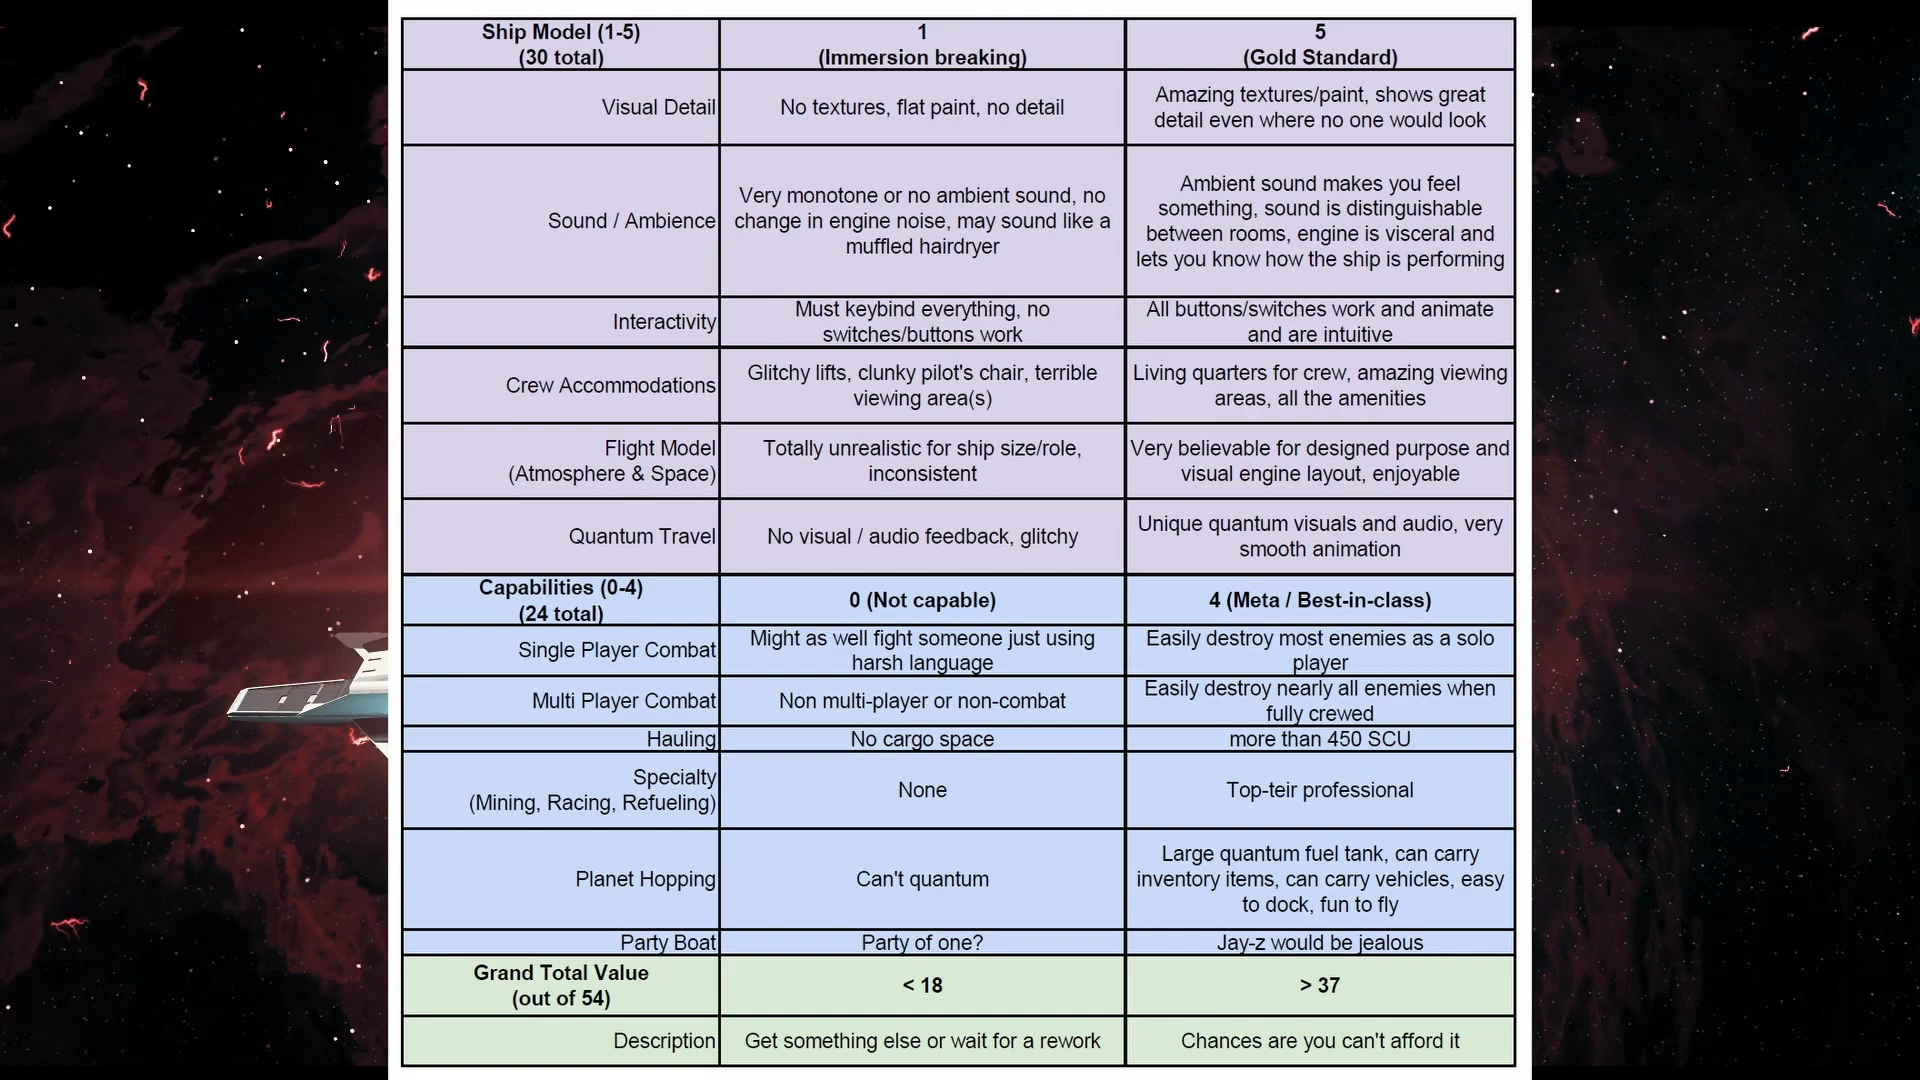 Ship Model (1-5)
(30 total)
1
(Immersion breaking)
5
(Gold Standard)
Visual Detail
No textures, flat paint, no detail
Amazing textures/paint, shows great
detail even where no one would look
Sound / Ambience
Very monotone or no ambient sound, no
change in engine noise, may sound like a
muffled hairdryer
Ambient sound makes you feel
something, sound is distinguishable
between rooms, engine is visceral and
lets you know how the ship is performing
Interactivity
Must keybind everything, no
switches/buttons work
All buttons/switches work and animate
and are intuitive
Crew Accommodations
Glitchy lifts, clunky pilot's chair, terrible
viewing area(s)
Living quarters for crew, amazing viewing
areas, all the amenities
Flight Model
(Atmosphere & Space)
Totally unrealistic for ship size/role,
inconsistent
Very believable for designed purpose and
visual engine layout, enjoyable
Quantum Travel
No visual / audio feedback, glitchy
Unique quantum visuals and audio, very
smooth animation
Capabilities (0-4)
(24 total)
0 (Not capable)
4 (Meta / Best-in-class)
Single Player Combat
Might as well fight someone just using
harsh language
Easily destroy most enemies as a solo
player
Multi Player Combat
Non multi-player or non-combat
Easily destroy nearly all enemies when
fully crewed
Hauling
No cargo space
more than 450 SCU
Specialty
(Mining, Racing, Refueling)
None
Top-teir professional
Planet Hopping
Can't quantum
Large quantum fuel tank, can carry
inventory items, can carry vehicles, easy
to dock, fun to fly
Party Boat
Party of one?
Jay-z would be jealous
Grand Total Value
(out of 54)
< 18
> 37
Description
Get something else or wait for a rework
Chances are you can't afford it